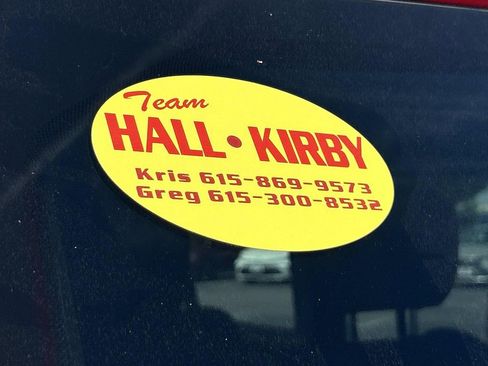 Team
HALL • KIRBY
Kris 615-869-9573
Greg 615-300-8532